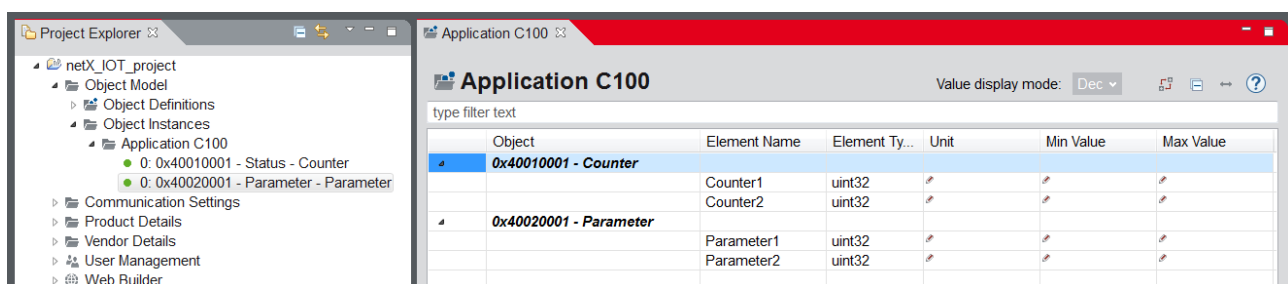 Project Explorer
netX_IOT_project
Object Model
Object Definitions
Object Instances
Application C100
0: 0x40010001 - Status - Counter
0: 0x40020001 - Parameter - Parameter
Communication Settings
Product Details
Vendor Details
User Management
Web Builder
Application C100
Application C100
Value display mode: Dec
type filter text
Object Element Name Element Ty... Unit Min Value Max Value
0x40010001 - Counter
Counter1 uint32
Counter2 uint32
0x40020001 - Parameter
Parameter1 uint32
Parameter2 uint32